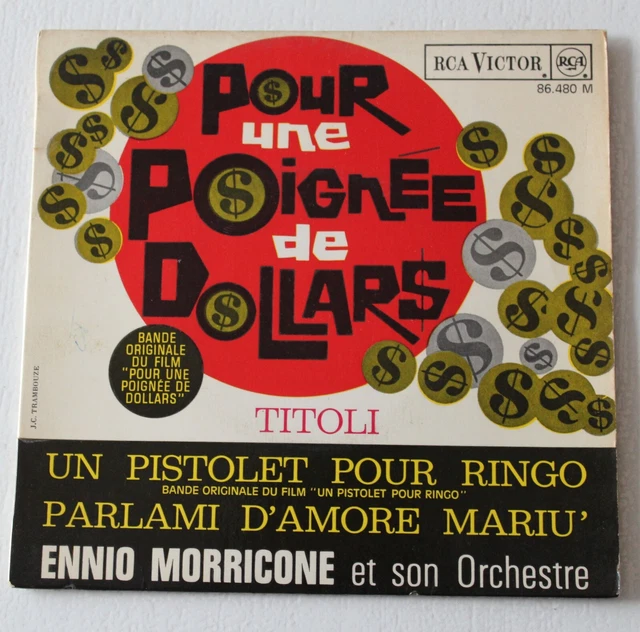 RCA VICTOR RCA
86.480 M
POUR
une
POIGNÉE
de
DOLLARS
BANDE
ORIGINALE
DU FILM
"POUR UNE
POIGNÉE DE
DOLLARS"
J.C. TRAMBOUZE
TITOLI
UN PISTOLET POUR RINGO
BANDE ORIGINALE DU FILM "UN PISTOLET POUR RINGO"
PARLAMI D'AMORE MARIU'
ENNIO MORRICONE et son Orchestre